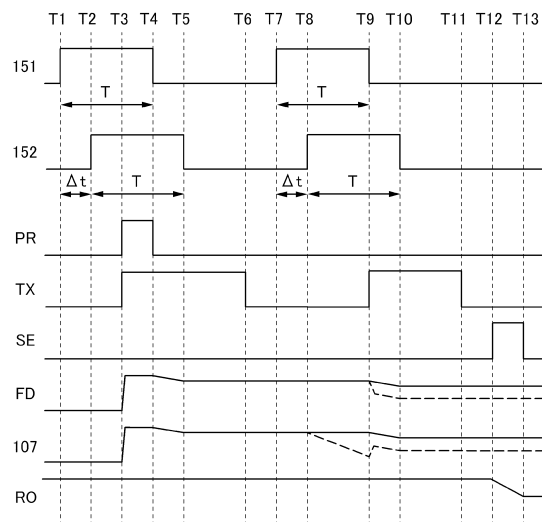 T1 T2 T3 T4 T5 T6 T7 T8 T9 T10 T11 T12 T13
151
T T
152
Δt T Δt T
PR
TX
SE
FD
107
RO